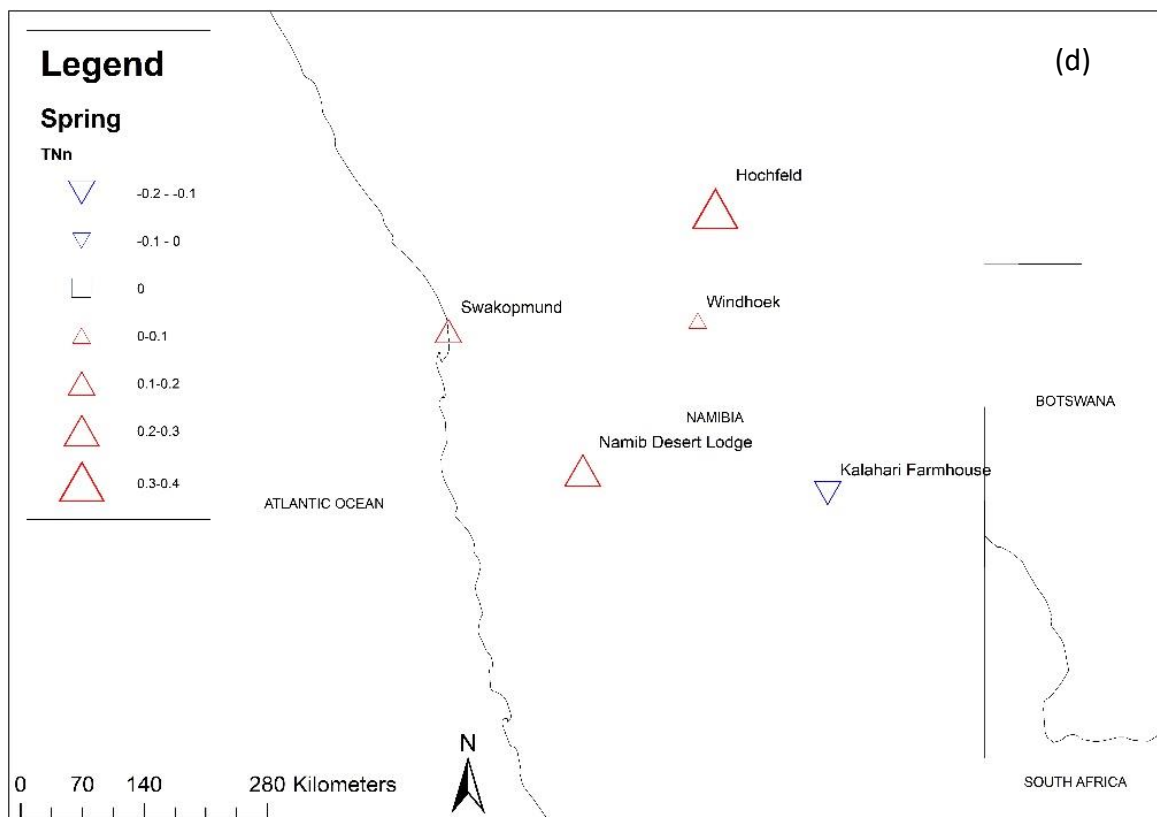 (d)
Legend
Spring
TNn
-0.2 - -0.1
-0.1 - 0
0
0-0.1
0.1-0.2
0.2-0.3
0.3-0.4
Hochfeld
Swakopmund
Windhoek
NAMIBIA
BOTSWANA
Namib Desert Lodge
Kalahari Farmhouse
ATLANTIC OCEAN
N
0 70 140 280 Kilometers
SOUTH AFRICA